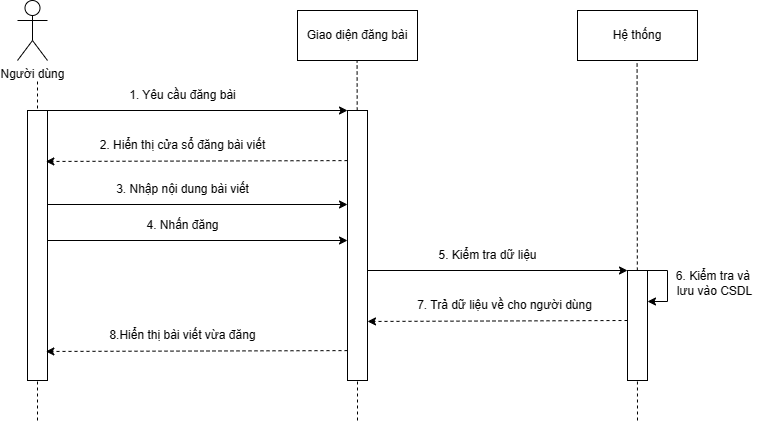 Giao diện đăng bài
Hệ thống
Người dùng
1. Yêu cầu đăng bài
2. Hiển thị cửa sổ đăng bài viết
3. Nhập nội dung bài viết
4. Nhấn đăng
5. Kiểm tra dữ liệu
6. Kiểm tra và
lưu vào CSDL
7. Trả dữ liệu về cho người dùng
8.Hiển thị bài viết vừa đăng